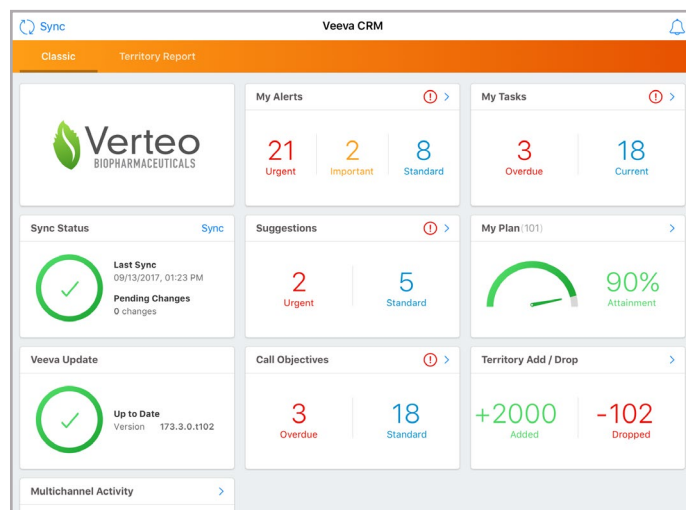 Sync
Veeva CRM
Classic
Territory Report
Verteo
BIOPHARMACEUTICALS
My Alerts
21
Urgent
2
Important
8
Standard
My Tasks
3
Overdue
18
Current
Sync Status
Sync
Last Sync
09/13/2017, 01:23 PM
Pending Changes
0 changes
Suggestions
2
Urgent
5
Standard
My Plan (101)
90%
Attainment
Veeva Update
Up to Date
Version 173.3.0.t102
Call Objectives
3
Overdue
18
Standard
Territory Add / Drop
+2000
Added
-102
Dropped
Multichannel Activity